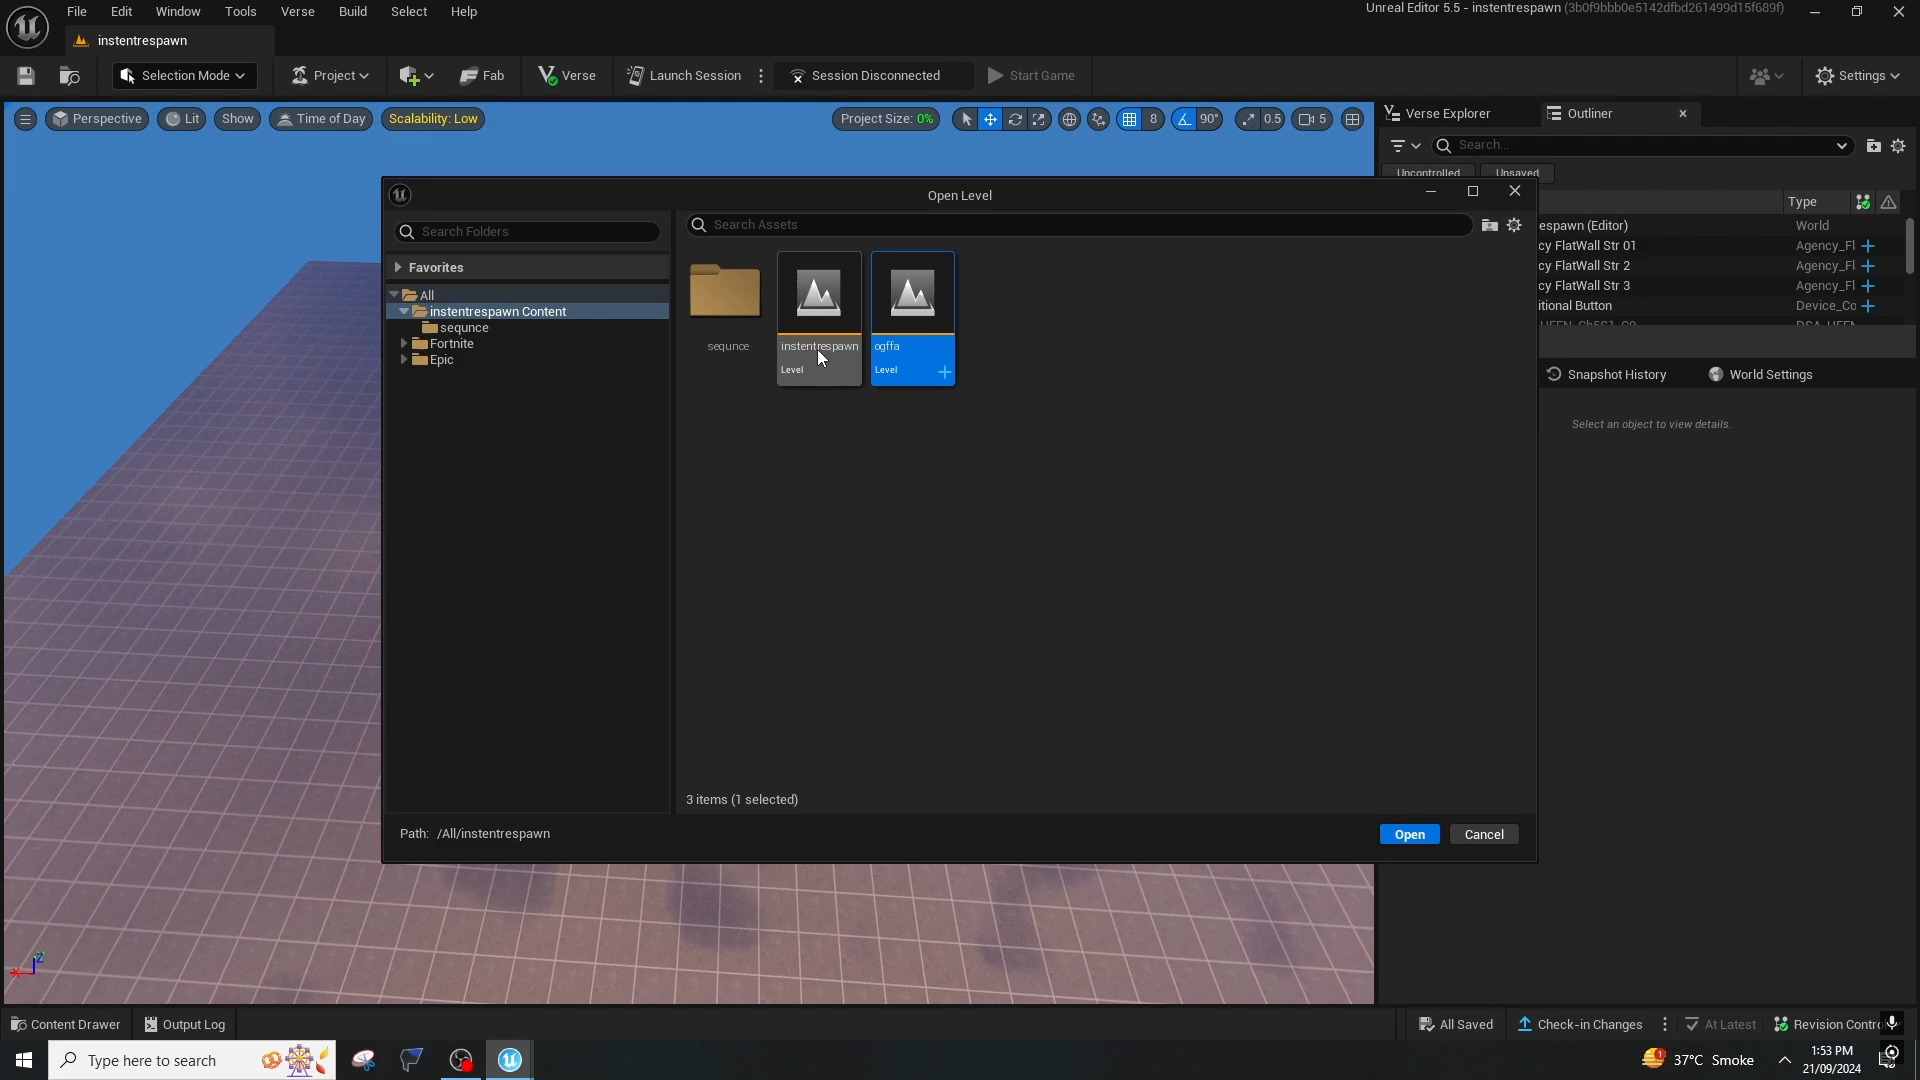 File Edit Window Tools Verse Build Select Help
Unreal Editor 5.5 - instentrespawn (3b0f9bbb0e5142dfbd261499d15f689f)
instentrespawn
Selection Mode Project Fab Verse Launch Session Session Disconnected Start Game Settings
Perspective Lit Show Time of Day Scalability: Low Project Size: 0% 8 90° 0.5 5
Verse Explorer Outliner
Search...
Uncontrolled Unsaved
Type
espawn (Editor) World
cy FlatWall Str 01 Agency_Fl
cy FlatWall Str 2 Agency_Fl
cy FlatWall Str 3 Agency_Fl
itional Button Device_Co
Snapshot History World Settings
Select an object to view details.
Open Level
Search Folders
Search Assets
Favorites
All
instentrespawn Content
sequnce
Fortnite
Epic
sequnce
instentrespawn
Level
ogffa
Level
3 items (1 selected)
Path: /All/instentrespawn
Open Cancel
Content Drawer Output Log All Saved Check-in Changes At Latest Revision Contro
Type here to search
1
37°C Smoke
1:53 PM
21/09/2024